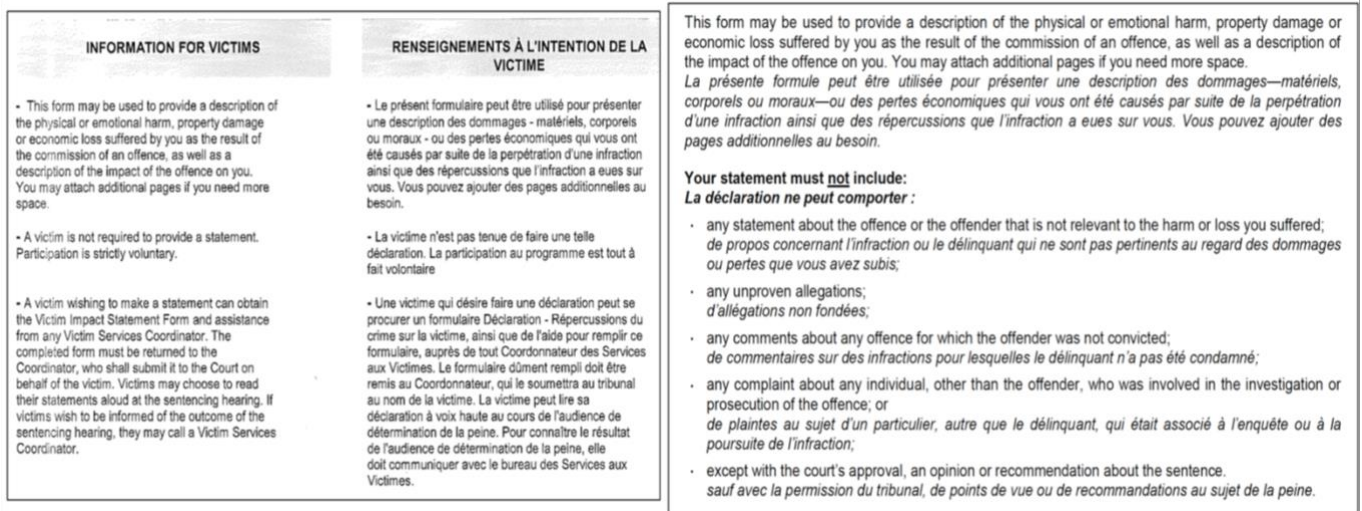 INFORMATION FOR VICTIMS
- This form may be used to provide a description of
the physical or emotional harm, property damage
or economic loss suffered by you as the result of
the commission of an offence, as well as a
description of the impact of the offence on you.
You may attach additional pages if you need more
space.
- A victim is not required to provide a statement.
Participation is strictly voluntary.
- A victim wishing to make a statement can obtain
the Victim Impact Statement Form and assistance
from any Victim Services Coordinator. The
completed form must be returned to the
Coordinator, who shall submit it to the Court on
behalf of the victim. Victims may choose to read
their statements aloud at the sentencing hearing. If
victims wish to be informed of the outcome of the
sentencing hearing, they may call a Victim Services
Coordinator.
RENSEIGNEMENTS À L'INTENTION DE LA
VICTIME
- Le présent formulaire peut être utilisé pour présenter
une description des dommages - matériels, corporels
ou moraux - ou des pertes économiques qui vous ont
été causés par suite de la perpétration d'une infraction
ainsi que des répercussions que l'infraction a eues sur
vous. Vous pouvez ajouter des pages additionnelles au
besoin.
- La victime n'est pas tenue de faire une telle
déclaration. La participation au programme est tout à
fait volontaire
- Une victime qui désire faire une déclaration peut se
procurer un formulaire Déclaration - Répercussions du
crime sur la victime, ainsi que de l'aide pour remplir ce
formulaire, auprès de tout Coordonnateur des Services
aux Victimes. Le formulaire dûment rempli doit être
remis au Coordonnateur, qui le soumettra au tribunal
au nom de la victime. La victime peut lire sa
déclaration à voix haute au cours de l'audience de
détermination de la peine. Pour connaître le résultat
de l'audience de détermination de la peine, elle
doit communiquer avec le bureau des Services aux
Victimes.
This form may be used to provide a description of the physical or emotional harm, property damage or
economic loss suffered by you as the result of the commission of an offence, as well as a description of
the impact of the offence on you. You may attach additional pages if you need more space.
La présente formule peut être utilisée pour présenter une description des dommages—matériels,
corporels ou moraux—ou des pertes économiques qui vous ont été causés par suite de la perpétration
d'une infraction ainsi que des répercussions que l'infraction a eues sur vous. Vous pouvez ajouter des
pages additionnelles au besoin.
Your statement must not include:
La déclaration ne peut comporter :
· any statement about the offence or the offender that is not relevant to the harm or loss you suffered;
de propos concernant l'infraction ou le délinquant qui ne sont pas pertinents au regard des dommages
ou pertes que vous avez subis;
· any unproven allegations;
d'allégations non fondées;
· any comments about any offence for which the offender was not convicted;
de commentaires sur des infractions pour lesquelles le délinquant n'a pas été condamné;
· any complaint about any individual, other than the offender, who was involved in the investigation or
prosecution of the offence; or
de plaintes au sujet d'un particulier, autre que le délinquant, qui était associé à l'enquête ou à la
poursuite de l'infraction;
· except with the court's approval, an opinion or recommendation about the sentence.
sauf avec la permission du tribunal, de points de vue ou de recommandations au sujet de la peine.